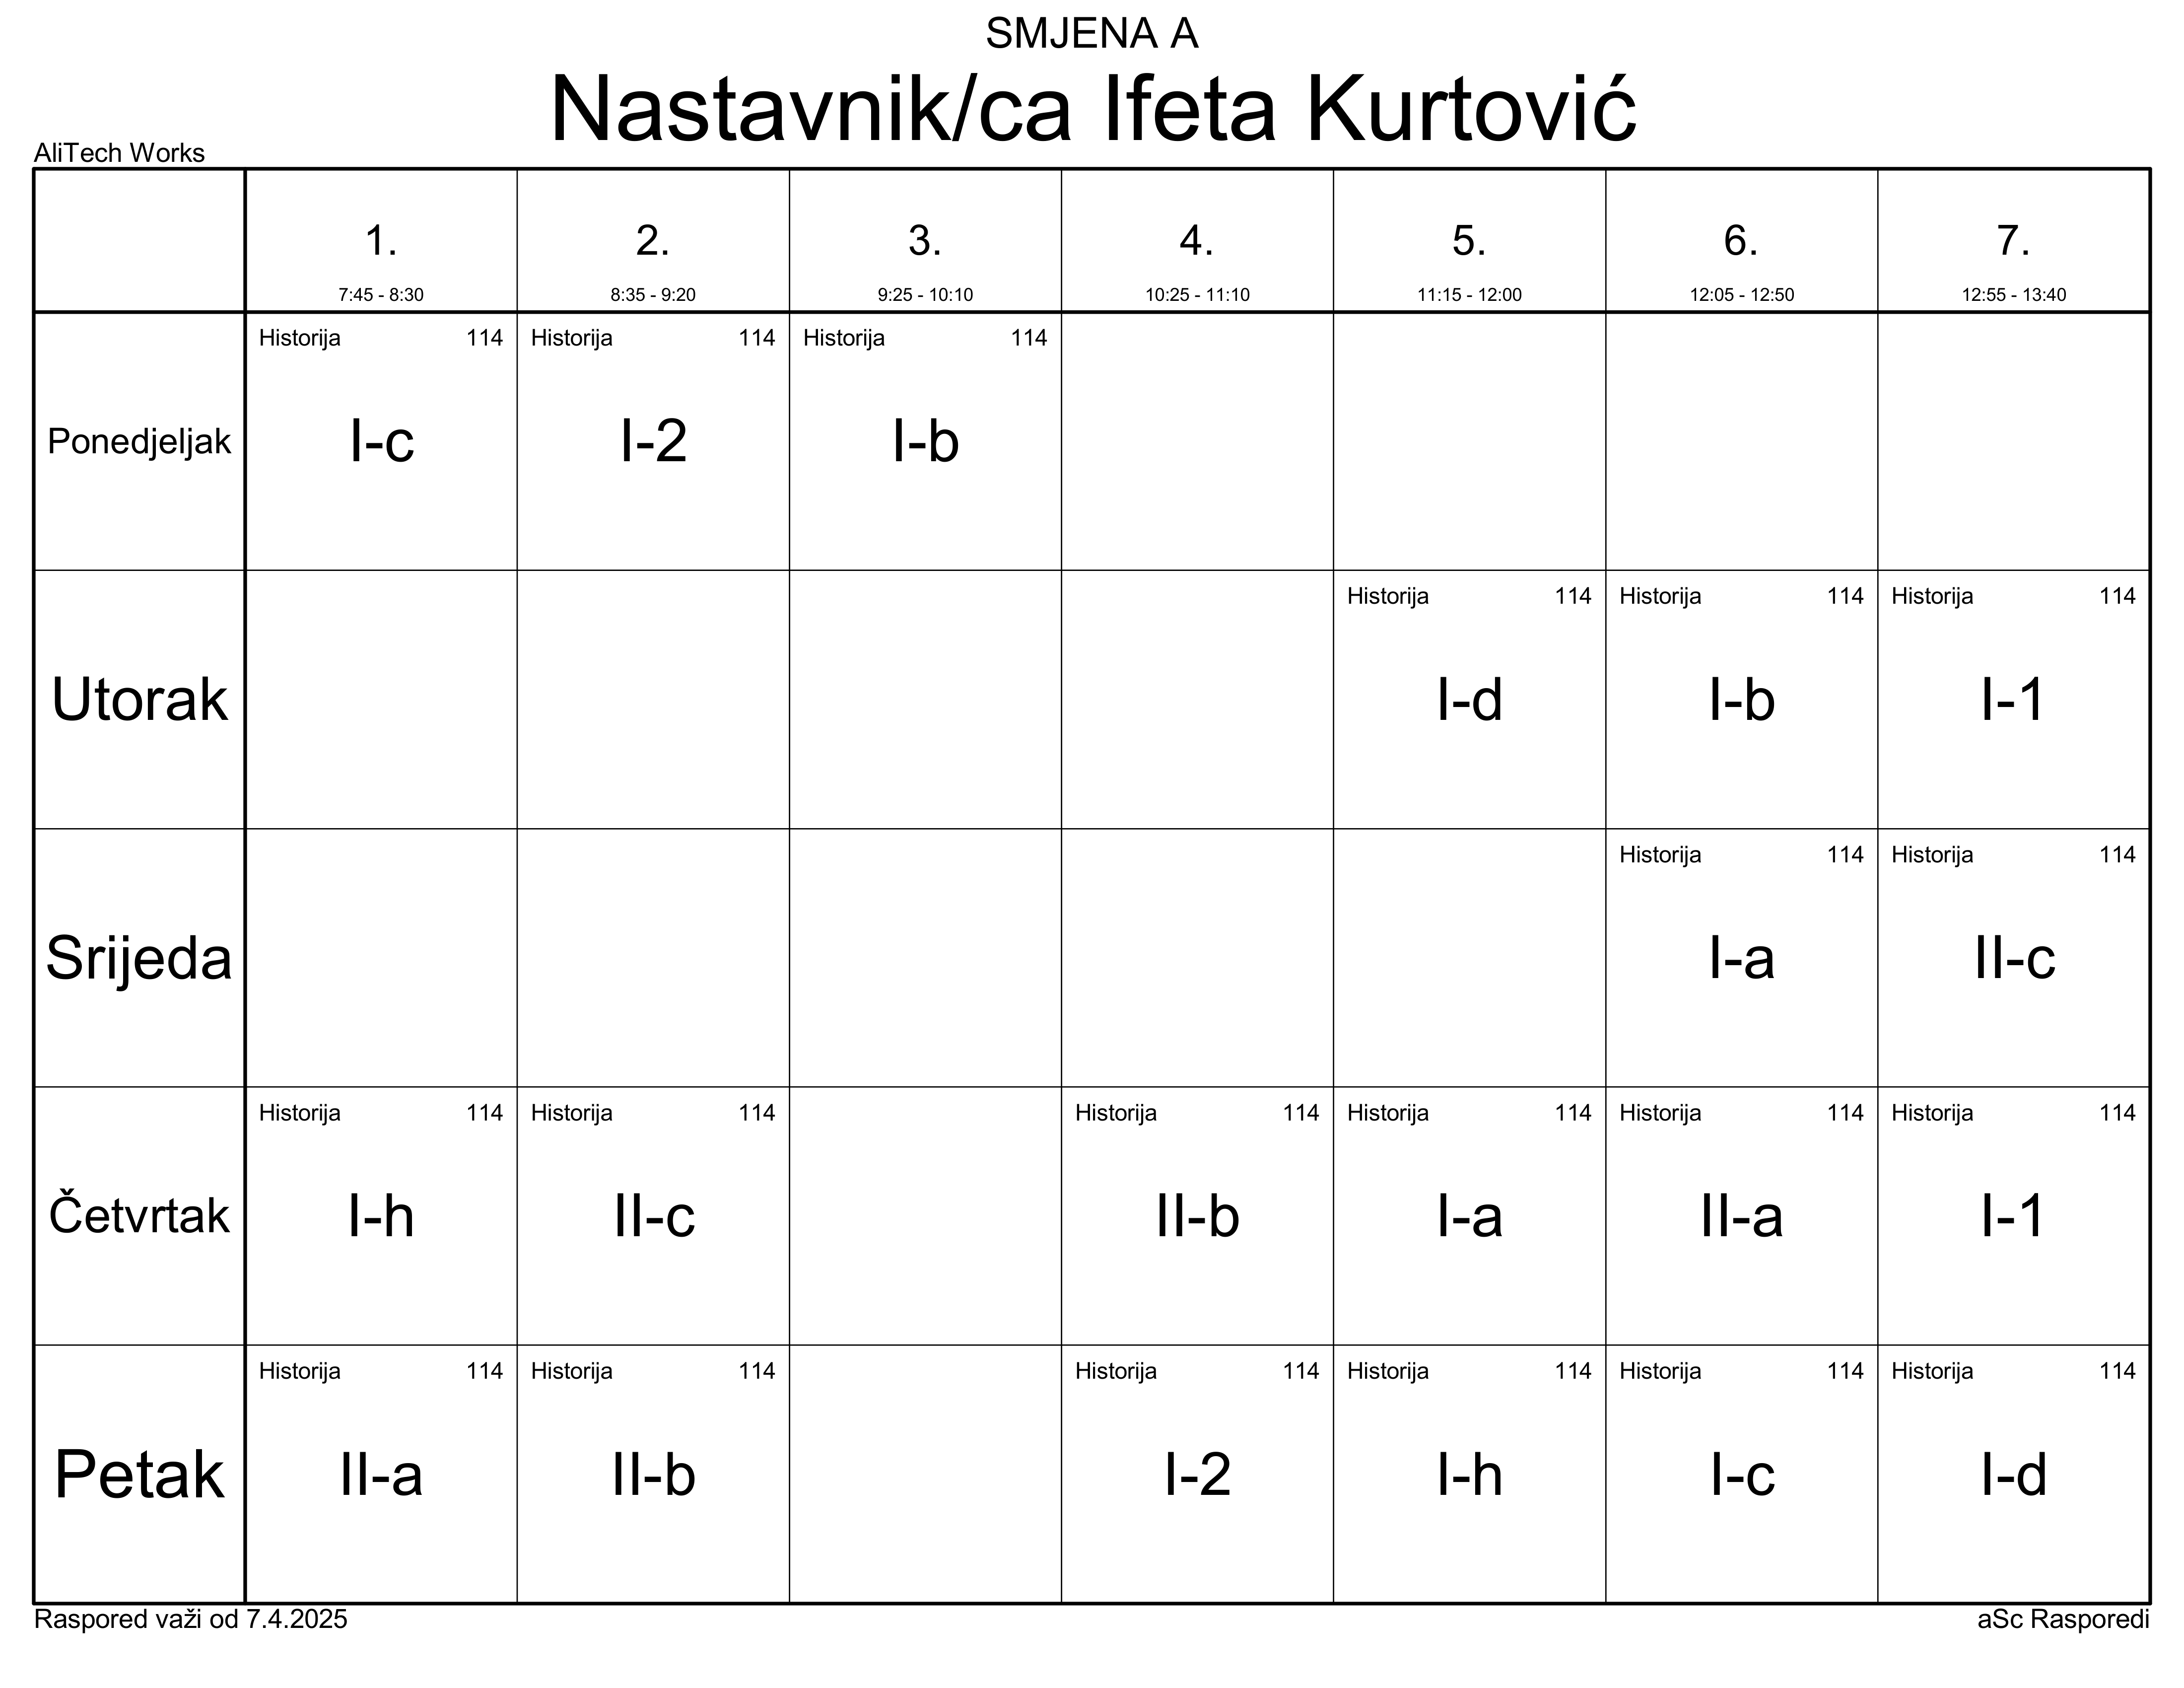 SMJENA A
Nastavnik/ca Ifeta Kurtović
AliTech Works
1. 2. 3. 4. 5. 6. 7.
7:45 - 8:30 8:35 - 9:20 9:25 - 10:10 10:25 - 11:10 11:15 - 12:00 12:05 - 12:50 12:55 - 13:40
Historija 114 Historija 114 Historija 114
Ponedjeljak I-c I-2 I-b
Historija 114 Historija 114 Historija 114
Utorak I-d I-b I-1
Historija 114 Historija 114
Srijeda I-a II-c
Historija 114 Historija 114 Historija 114 Historija 114 Historija 114 Historija 114
Četvrtak I-h II-c II-b I-a II-a I-1
Historija 114 Historija 114 Historija 114 Historija 114 Historija 114 Historija 114
Petak II-a II-b I-2 I-h I-c I-d
Raspored važi od 7.4.2025 aSc Rasporedi